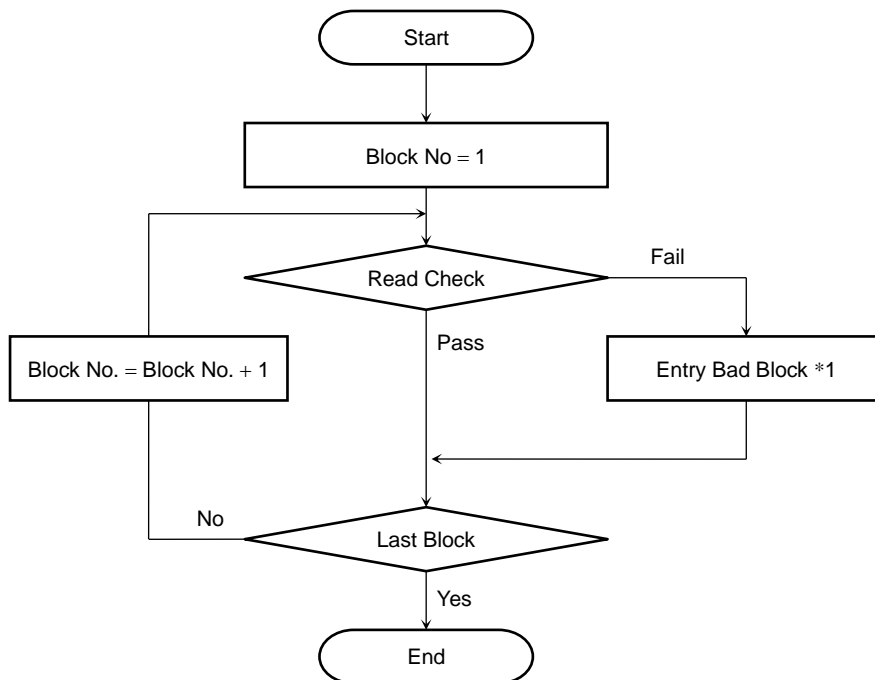 Start
Block No = 1
Read Check
Fail
Pass
Block No. = Block No. + 1
Entry Bad Block *1
No
Last Block
Yes
End